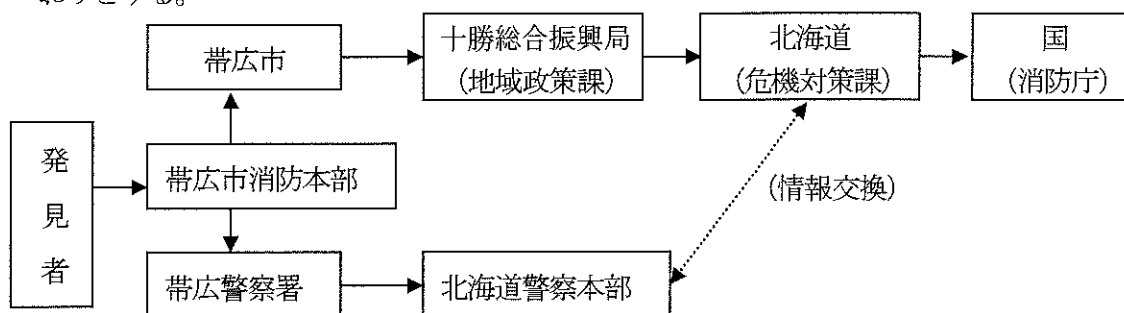 帯広市
十勝総合振興局
(地域政策課)
北海道
(危機対策課)
国
(消防庁)
発見者
帯広市消防本部
(情報交換)
帯広警察署
北海道警察本部